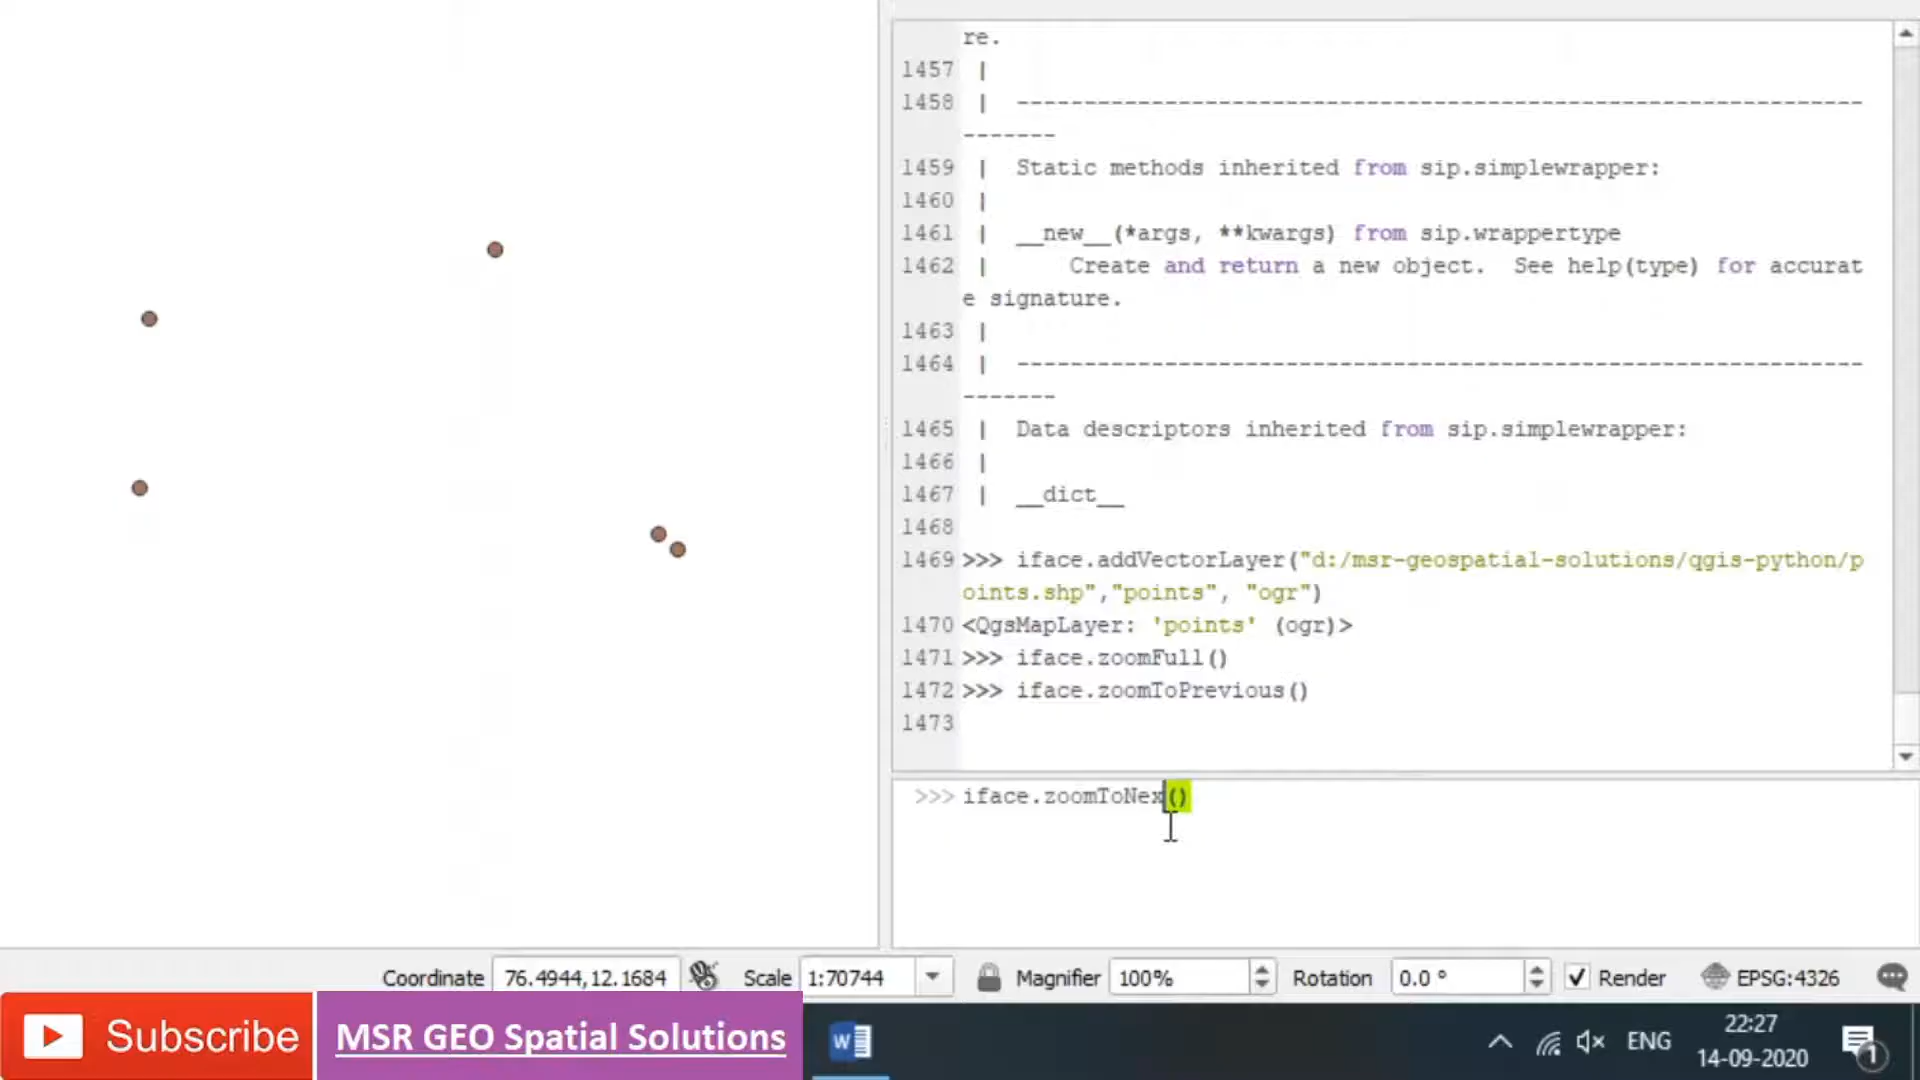 re.
1457 |
1458 | ---------------------------------------------------------------
-------
1459 | Static methods inherited from sip.simplewrapper:
1460 |
1461 | __new__(*args, **kwargs) from sip.wrappertype
1462 |     Create and return a new object.  See help(type) for accurat
e signature.
1463 |
1464 | ---------------------------------------------------------------
-------
1465 | Data descriptors inherited from sip.simplewrapper:
1466 |
1467 | __dict__
1468
1469 >>> iface.addVectorLayer("d:/msr-geospatial-solutions/qgis-python/p
oints.shp","points", "ogr")
1470 <QgsMapLayer: 'points' (ogr)>
1471 >>> iface.zoomFull()
1472 >>> iface.zoomToPrevious()
1473
>>> iface.zoomToNex()
Coordinate 76.4944,12.1684 Scale 1:70744 Magnifier 100% Rotation 0.0 ° Render EPSG:4326
Subscribe MSR GEO Spatial Solutions W ENG 22:27
14-09-2020 1